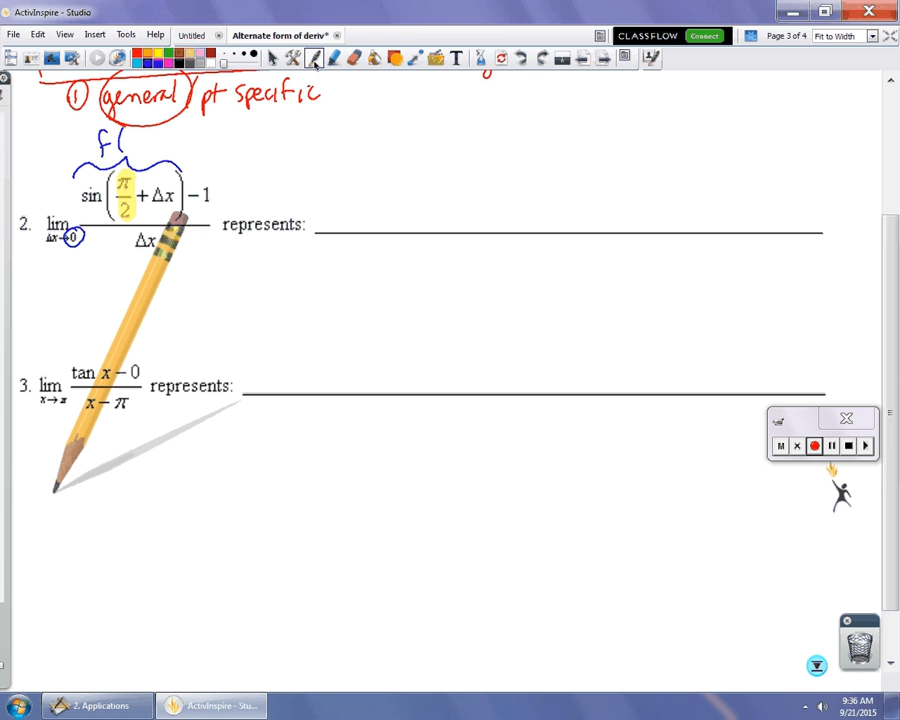 ActivInspire - Studio
File Edit View Insert Tools Help Untitled Alternate form of deriv* CLASSFLOW Connect Page 3 of 4 Fit to Width
① general / pt specific
f(
sin(π/2 + Δx) - 1
2. lim represents:
Δx→0
Δx
tan x - 0
3. lim represents:
x→π
x - π
M
2. Applications ActivInspire - Stu... 9:36 AM
9/21/2015